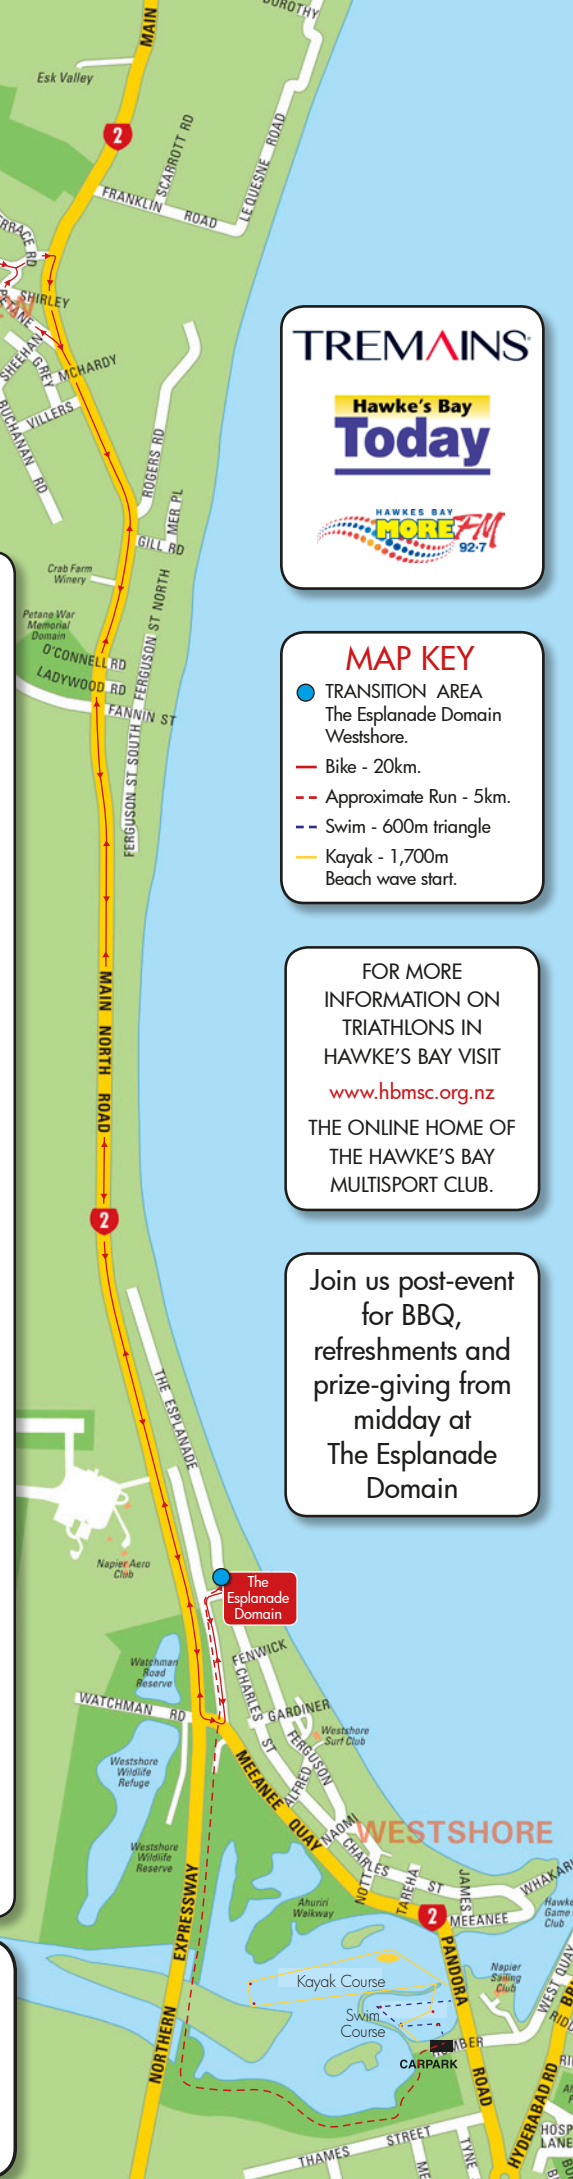 MAIN
DOROTHY
Esk Valley
2
SCARROTT RD
FRANKLIN ROAD
LE QUESNE ROAD
SHIRLEY
PETANE
SHEEHAN
GREY
MCHARDY
VILLERS
BUCHANAN RD
ROGERS RD
MER PL
GILL RD
Crab Farm
Winery
Petane War
Memorial
Domain
O'CONNELL RD
LADYWOOD RD
FANNIN ST
FERGUSON ST NORTH
FERGUSON ST SOUTH
MAIN NORTH ROAD
2
TREMAINS
Hawke's Bay
Today
HAWKES BAY
MORE FM
92·7
MAP KEY
TRANSITION AREA
The Esplanade Domain
Westshore.
Bike - 20km.
Approximate Run - 5km.
Swim - 600m triangle
Kayak - 1,700m
Beach wave start.
FOR MORE
INFORMATION ON
TRIATHLONS IN
HAWKE'S BAY VISIT
www.hbmsc.org.nz
THE ONLINE HOME OF
THE HAWKE'S BAY
MULTISPORT CLUB.
Join us post-event
for BBQ,
refreshments and
prize-giving from
midday at
The Esplanade
Domain
THE ESPLANADE
Napier Aero
Club
The
Esplanade
Domain
FENWICK
CHARLES ST
GARDINER
Watchman
Road
Reserve
WATCHMAN RD
Westshore
Surf Club
FERGUSON
ALFRED
Westshore
Wildlife
Refuge
MEEANEE QUAY
NAOMI
WESTSHORE
CHARLES ST
NOTT
TAREHA
JAMES
Westshore
Wildlife
Reserve
Ahuriri
Walkway
2
MEEANEE
NORTHERN EXPRESSWAY
PANDORA ROAD
Napier
Sailing
Club
WEST QUAY
Kayak Course
Swim
Course
CARPARK
HYDERABAD RD
THAMES STREET
TYNE